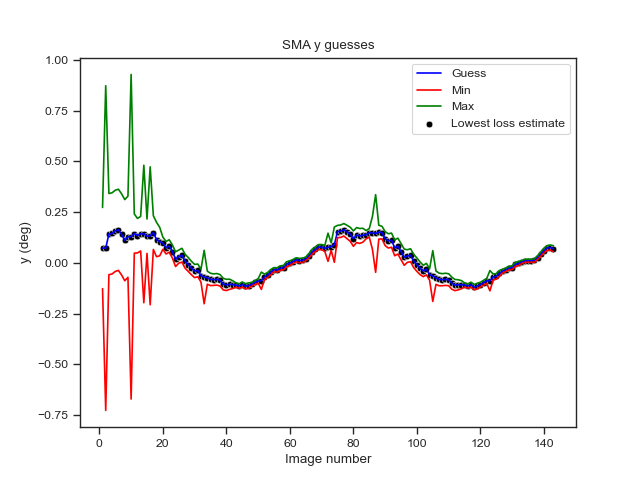 SMA y guesses
Guess
Min
Max
Lowest loss estimate
y (deg)
1.00
0.75
0.50
0.25
0.00
−0.25
−0.50
−0.75
0 20 40 60 80 100 120 140
Image number